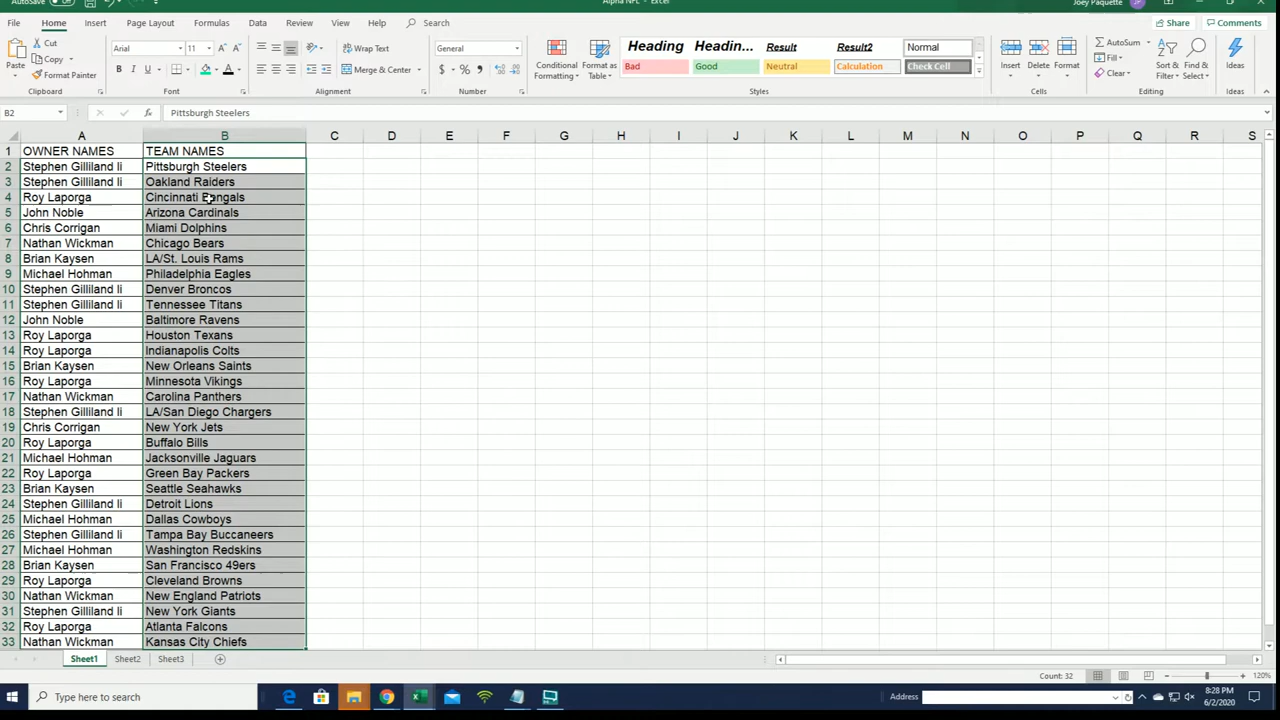 AutoSave Off Alpha NFL - Excel Joey Paquette JP
File Home Insert Page Layout Formulas Data Review View Help Search Share Comments
Paste Cut Copy Format Painter Clipboard
Arial 11 B I U Font
Wrap Text Merge & Center Alignment
General $ % Number
Conditional Formatting Format as Table
Heading Headin... Result Result2 Normal
Bad Good Neutral Calculation Check Cell
Styles
Insert Delete Format Cells
AutoSum Fill Clear Sort & Filter Find & Select Editing
Ideas Ideas
B2 fx Pittsburgh Steelers
A B C D E F G H I J K L M N O P Q R S
1 OWNER NAMES TEAM NAMES
2 Stephen Gilliland Ii Pittsburgh Steelers
3 Stephen Gilliland Ii Oakland Raiders
4 Roy Laporga Cincinnati Bengals
5 John Noble Arizona Cardinals
6 Chris Corrigan Miami Dolphins
7 Nathan Wickman Chicago Bears
8 Brian Kaysen LA/St. Louis Rams
9 Michael Hohman Philadelphia Eagles
10 Stephen Gilliland Ii Denver Broncos
11 Stephen Gilliland Ii Tennessee Titans
12 John Noble Baltimore Ravens
13 Roy Laporga Houston Texans
14 Roy Laporga Indianapolis Colts
15 Brian Kaysen New Orleans Saints
16 Roy Laporga Minnesota Vikings
17 Nathan Wickman Carolina Panthers
18 Stephen Gilliland Ii LA/San Diego Chargers
19 Chris Corrigan New York Jets
20 Roy Laporga Buffalo Bills
21 Michael Hohman Jacksonville Jaguars
22 Roy Laporga Green Bay Packers
23 Brian Kaysen Seattle Seahawks
24 Stephen Gilliland Ii Detroit Lions
25 Michael Hohman Dallas Cowboys
26 Stephen Gilliland Ii Tampa Bay Buccaneers
27 Michael Hohman Washington Redskins
28 Brian Kaysen San Francisco 49ers
29 Roy Laporga Cleveland Browns
30 Nathan Wickman New England Patriots
31 Stephen Gilliland Ii New York Giants
32 Roy Laporga Atlanta Falcons
33 Nathan Wickman Kansas City Chiefs
Sheet1 Sheet2 Sheet3
Count: 32 120%
Type here to search Address 8:28 PM
6/2/2020